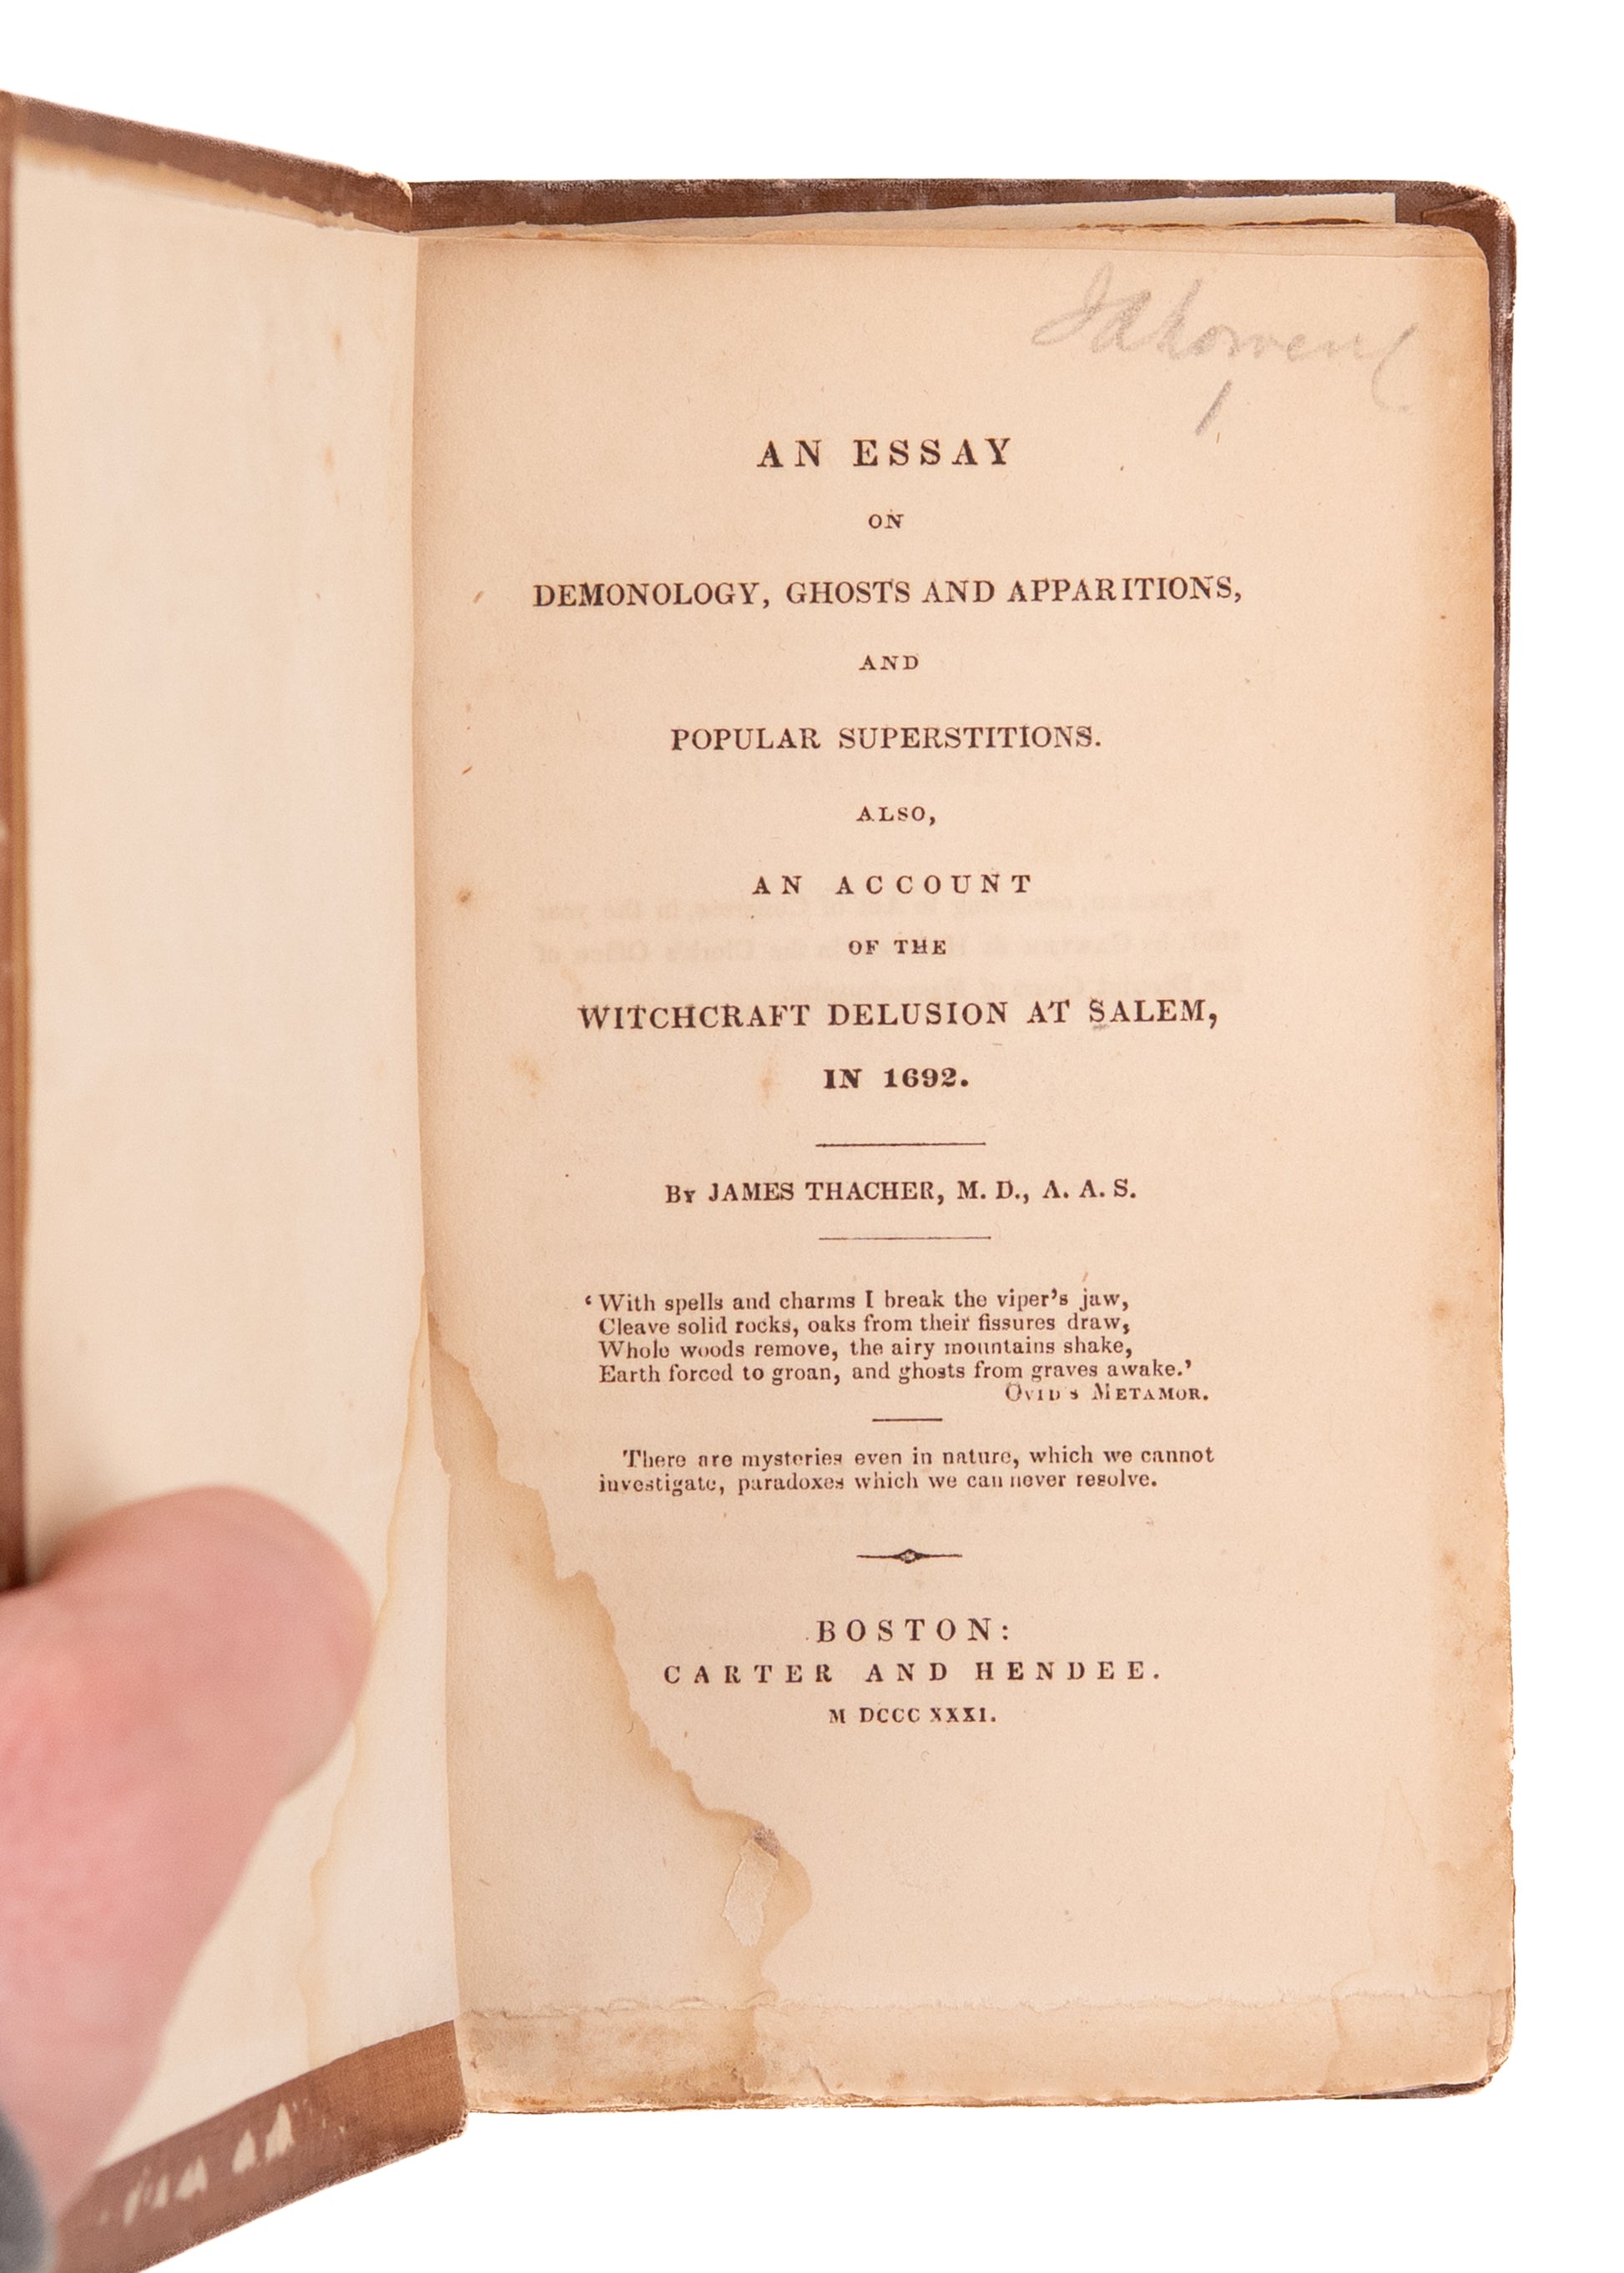 AN ESSAY
ON
DEMONOLOGY, GHOSTS AND APPARITIONS,
AND
POPULAR SUPERSTITIONS.
ALSO,
AN ACCOUNT
OF THE
WITCHCRAFT DELUSION AT SALEM,
IN 1692.
By JAMES THACHER, M. D., A. A. S.
‘With spells and charms I break the viper’s jaw,
Cleave solid rocks, oaks from their fissures draw,
Whole woods remove, the airy mountains shake,
Earth forced to groan, and ghosts from graves awake.’
Ovid’s Metamor.
There are mysteries even in nature, which we cannot
investigate, paradoxes which we can never resolve.
BOSTON:
CARTER AND HENDEE.
M DCCC XXXI.